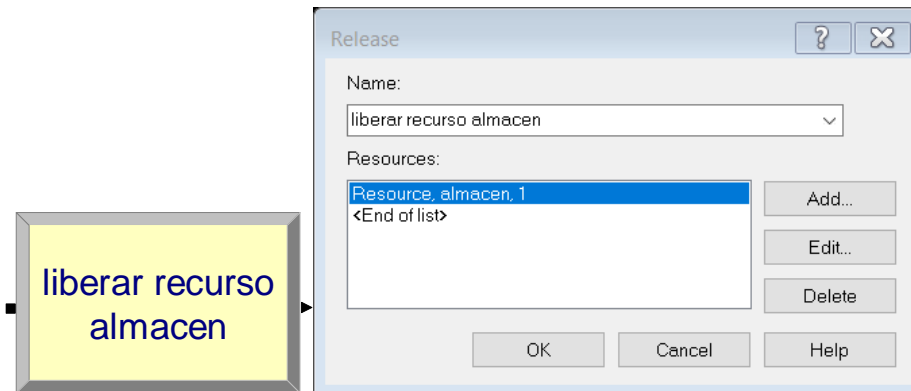 liberar recurso
almacen
Release
Name:
liberar recurso almacen
Resources:
Resource, almacen, 1
<End of list>
Add...
Edit...
Delete
OK
Cancel
Help